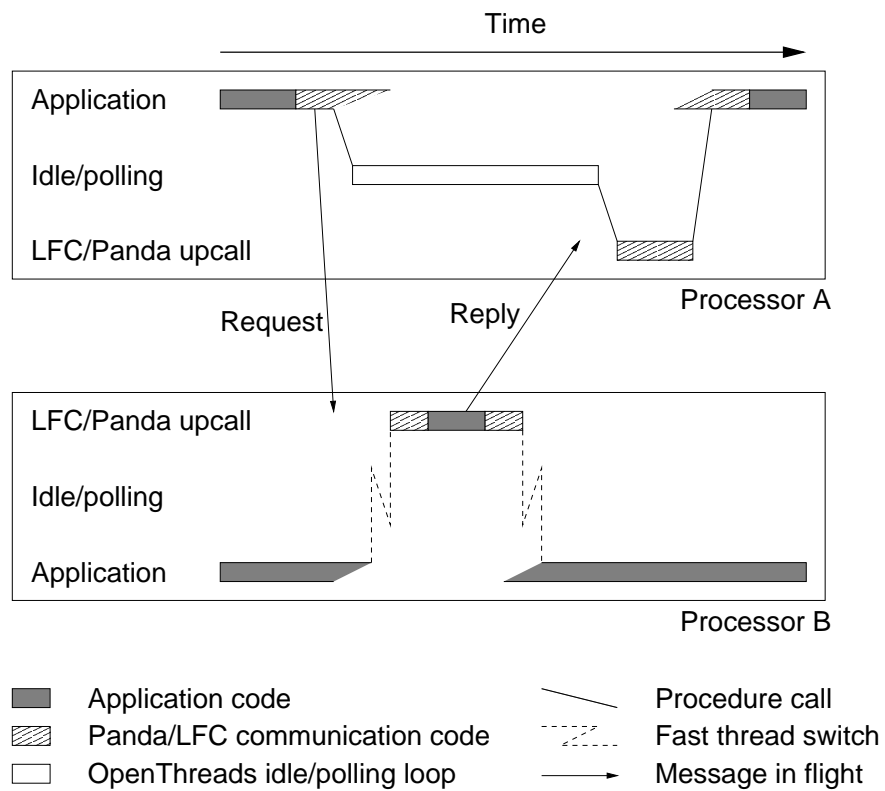 Time
Application
Idle/polling
LFC/Panda upcall
Processor A
Request
Reply
LFC/Panda upcall
Idle/polling
Application
Processor B
Application code
Procedure call
Panda/LFC communication code
Fast thread switch
OpenThreads idle/polling loop
Message in flight